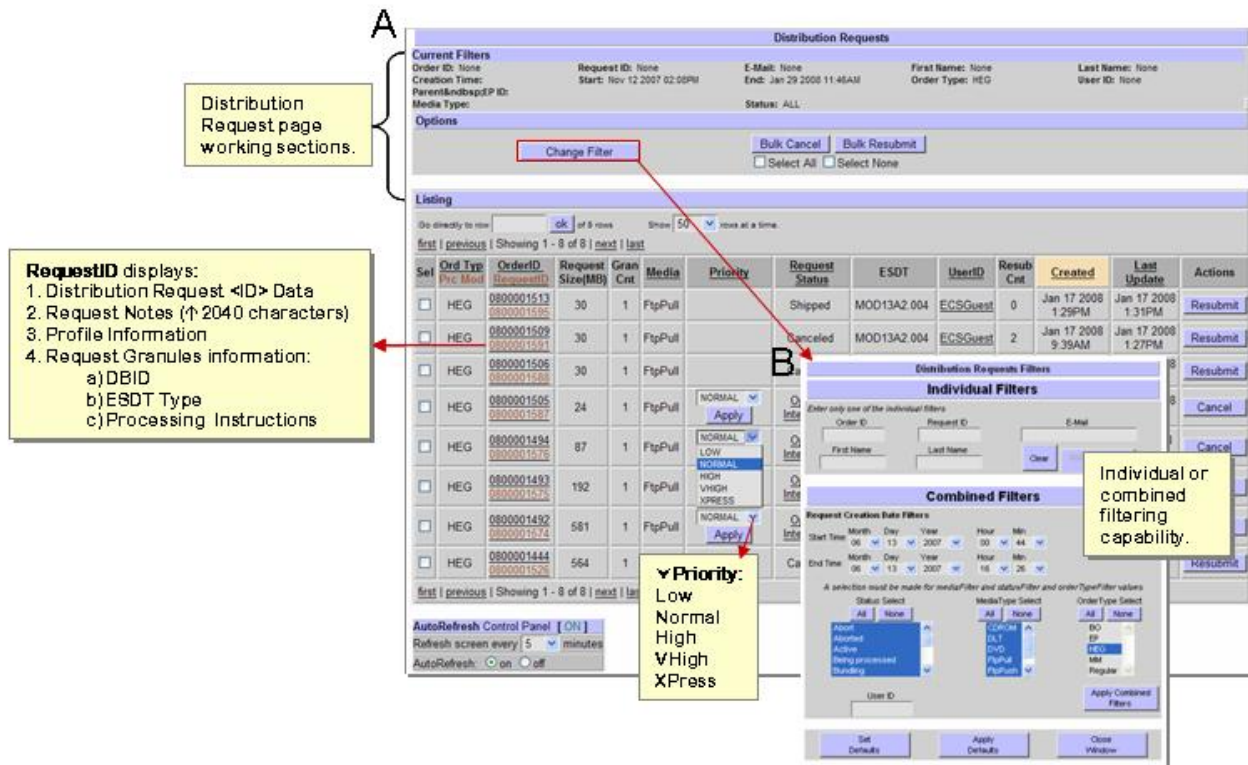 A
Distribution Requests
Current Filters
Order ID: None Request ID: None E-Mail: None First Name: None Last Name: None
Creation Time: Start: Nov 12 2007 02:08PM End: Jan 29 2008 11:46AM Order Type: HEG User ID: None
Parent&ndbsp;EP ID:
Media Type: Status: ALL
Options
Change Filter Bulk Cancel Bulk Resubmit
Select All Select None
Distribution
Request page
working sections.
Listing
Go directly to row ok of 8 rows Show 50 rows at a time.
first | previous | Showing 1 - 8 of 8 | next | last
Sel Ord Typ Prc Mod OrderID RequestID Request Size(MB) Gran Cnt Media Priority Request Status ESDT UserID Resub Cnt Created Last Update Actions
HEG 0800001513 0800001595 30 1 FtpPull Shipped MOD13A2.004 ECSGuest 0 Jan 17 2008 1:29PM Jan 17 2008 1:31PM Resubmit
HEG 0800001509 0800001591 30 1 FtpPull Canceled MOD13A2.004 ECSGuest 2 Jan 17 2008 9:39AM Jan 17 2008 1:27PM Resubmit
HEG 0800001506 0800001588 30 1 FtpPull Resubmit
HEG 0800001505 0800001587 24 1 FtpPull NORMAL Apply Cancel
HEG 0800001494 0800001576 87 1 FtpPull NORMAL Cancel
LOW
NORMAL
HIGH
VHIGH
XPRESS
HEG 0800001493 0800001575 192 1 FtpPull
HEG 0800001492 0800001574 581 1 FtpPull NORMAL Apply
HEG 0800001444 0800001526 564 1 FtpPull Resubmit
first | previous | Showing 1 - 8 of 8 | next |
AutoRefresh Control Panel [ ON ]
Refresh screen every 5 minutes
AutoRefresh: on off
RequestID displays:
1. Distribution Request <ID> Data
2. Request Notes (↑ 2040 characters)
3. Profile Information
4. Request Granules information:
a) DBID
b) ESDT Type
c) Processing Instructions
Priority:
Low
Normal
High
VHigh
XPress
B
Distribution Requests Filters
Individual Filters
Enter only one of the individual filters
Order ID Request ID E-Mail
First Name Last Name Clear
Individual or
combined
filtering
capability.
Combined Filters
Request Creation Date Filters
Month Day Year Hour Min
Start Time 06 13 2007 00 44
Month Day Year Hour Min
End Time 06 13 2007 16 26
A selection must be made for mediaFilter and statusFilter and orderTypeFilter values
Status Select MediaType Select OrderType Select
All None All None All None
Abort CDROM BO
Aborted DLT EP
Active DVD HEG
Being processed FtpPull MM
Bundling FtpPush Regular
User ID Apply Combined Filters
Set Defaults Apply Defaults Close Window